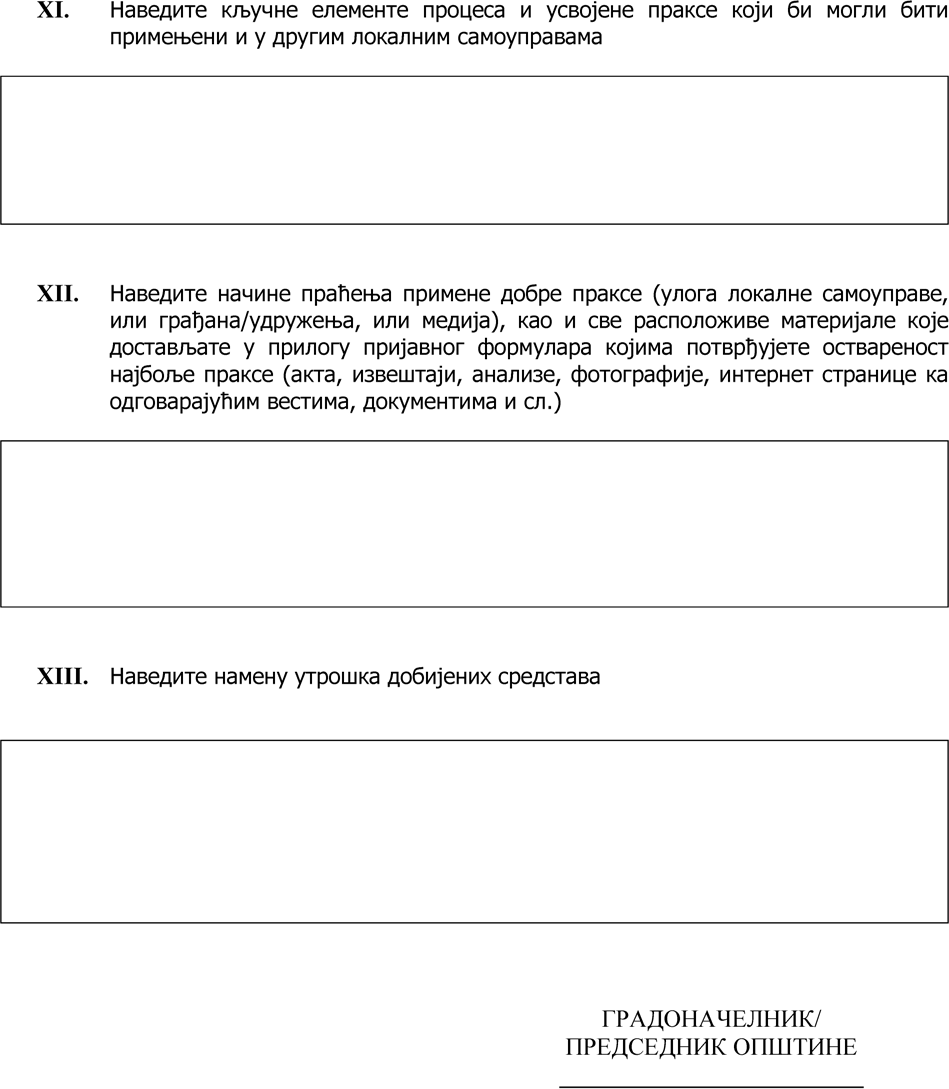 XI. Наведите кључне елементе процеса и усвојене праксе који би могли бити
примењени и у другим локалним самоуправама
XII. Наведите начине праћења примене добре праксе (улога локалне самоуправе,
или грађана/удружења, или медија), као и све расположиве материјале које
достављате у прилогу пријавног формулара којима потврђујете оствареност
најбоље праксе (акта, извештаји, анализе, фотографије, интернет странице ка
одговарајућим вестима, документима и сл.)
XIII. Наведите намену утрошка добијених средстава
ГРАДОНАЧЕЛНИК/
ПРЕДСЕДНИК ОПШТИНЕ